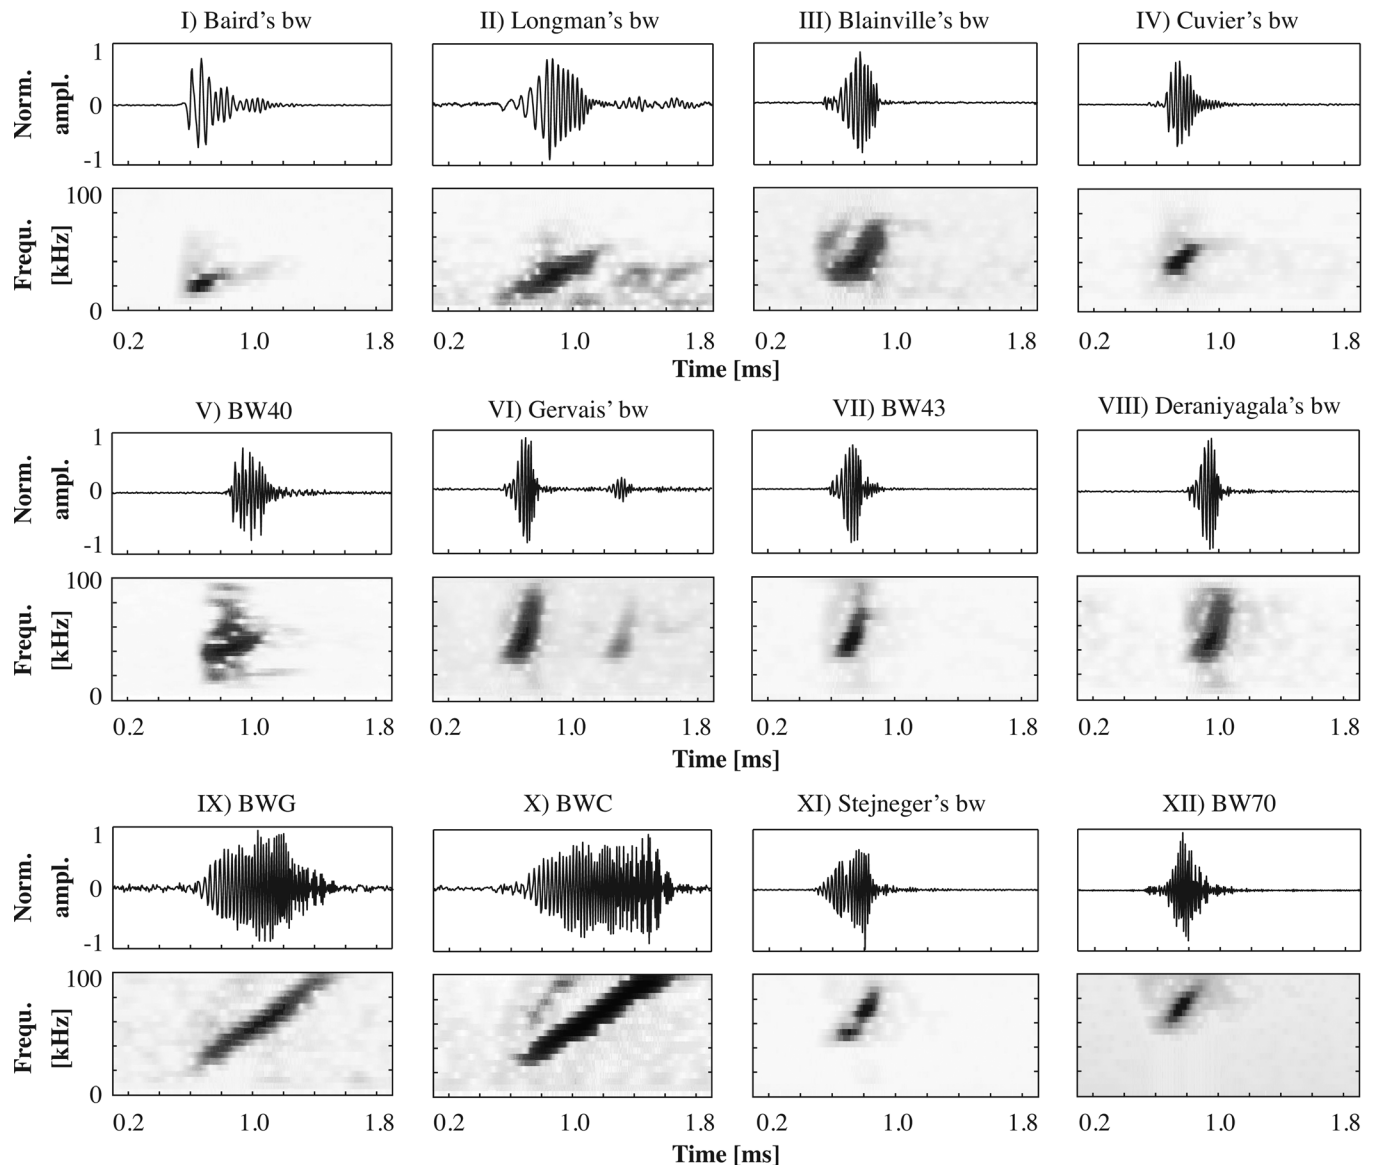 I) Baird's bw II) Longman's bw III) Blainville's bw IV) Cuvier's bw
Norm. ampl.
1
0
-1
Frequ. [kHz]
100
0
0.2 1.0 1.8 0.2 1.0 1.8 0.2 1.0 1.8 0.2 1.0 1.8
Time [ms]
V) BW40 VI) Gervais' bw VII) BW43 VIII) Deraniyagala's bw
Norm. ampl.
1
0
-1
Frequ. [kHz]
100
0
0.2 1.0 1.8 0.2 1.0 1.8 0.2 1.0 1.8 0.2 1.0 1.8
Time [ms]
IX) BWG X) BWC XI) Stejneger's bw XII) BW70
Norm. ampl.
1
0
-1
Frequ. [kHz]
100
0
0.2 1.0 1.8 0.2 1.0 1.8 0.2 1.0 1.8 0.2 1.0 1.8
Time [ms]